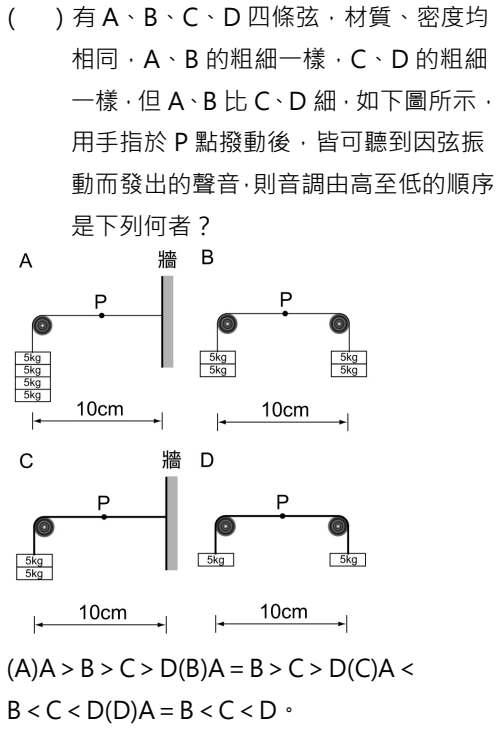 (　　) 有 A、B、C、D 四條弦，材質、密度均
相同，A、B 的粗細一樣，C、D 的粗細
一樣，但 A、B 比 C、D 細，如下圖所示，
用手指於 P 點撥動後，皆可聽到因弦振
動而發出的聲音，則音調由高至低的順序
是下列何者？
A 牆 B
P P
5kg 5kg 5kg
5kg 5kg 5kg
5kg
5kg
10cm 10cm
C 牆 D
P P
5kg 5kg 5kg
5kg
10cm 10cm
(A)A > B > C > D(B)A = B > C > D(C)A <
B < C < D(D)A = B < C < D。